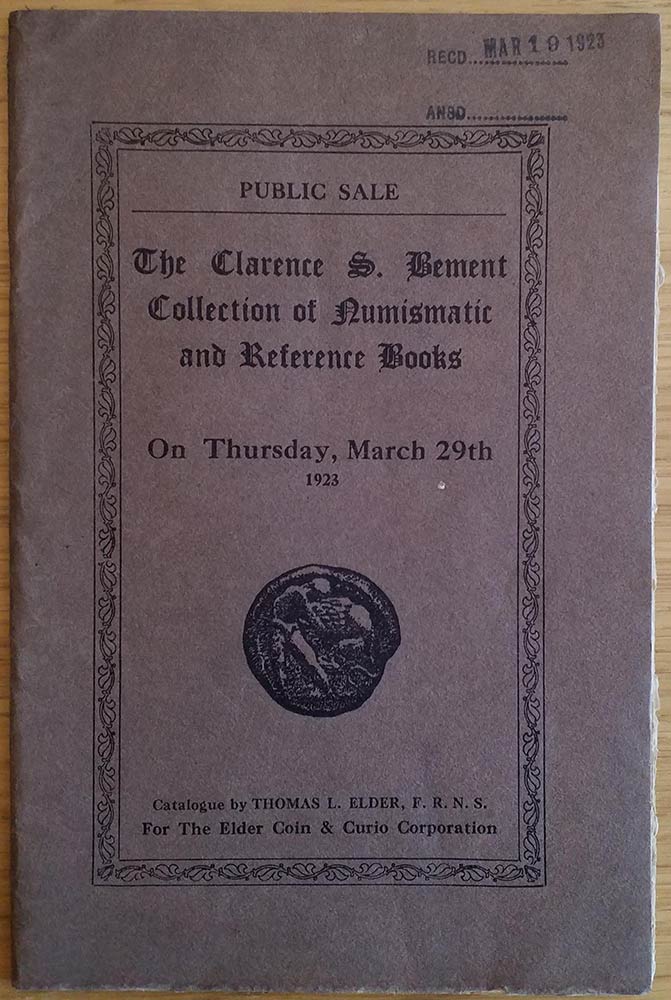 RECD. MAR 19 1923
ANSD.
PUBLIC SALE
The Clarence S. Bement
Collection of Numismatic
and Reference Books
On Thursday, March 29th
1923
Catalogue by THOMAS L. ELDER, F. R. N. S.
For The Elder Coin & Curio Corporation